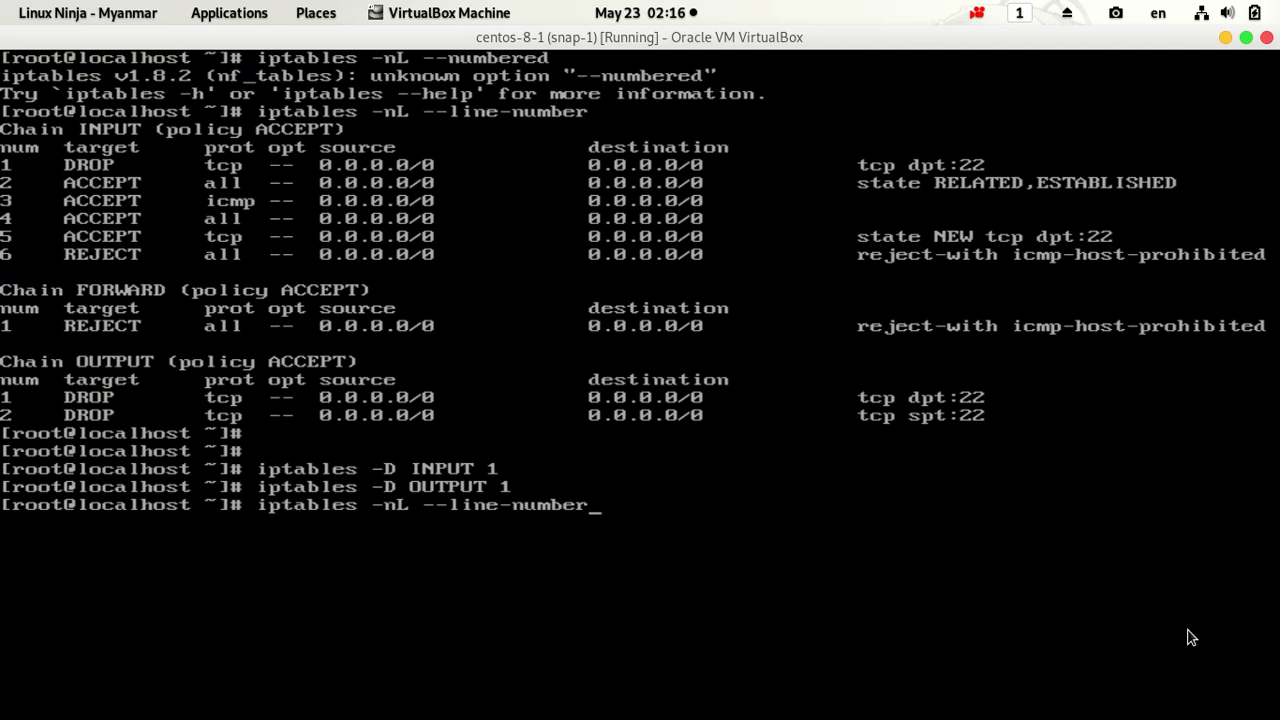 Linux Ninja - Myanmar Applications Places VirtualBox Machine May 23 02:16 1 en
centos-8-1 (snap-1) [Running] - Oracle VM VirtualBox
[root@localhost ~]# iptables -nL --numbered
iptables v1.8.2 (nf_tables): unknown option "--numbered"
Try `iptables -h' or 'iptables --help' for more information.
[root@localhost ~]# iptables -nL --line-number
Chain INPUT (policy ACCEPT)
num target prot opt source destination
1 DROP tcp -- 0.0.0.0/0 0.0.0.0/0 tcp dpt:22
2 ACCEPT all -- 0.0.0.0/0 0.0.0.0/0 state RELATED,ESTABLISHED
3 ACCEPT icmp -- 0.0.0.0/0 0.0.0.0/0
4 ACCEPT all -- 0.0.0.0/0 0.0.0.0/0
5 ACCEPT tcp -- 0.0.0.0/0 0.0.0.0/0 state NEW tcp dpt:22
6 REJECT all -- 0.0.0.0/0 0.0.0.0/0 reject-with icmp-host-prohibited
Chain FORWARD (policy ACCEPT)
num target prot opt source destination
1 REJECT all -- 0.0.0.0/0 0.0.0.0/0 reject-with icmp-host-prohibited
Chain OUTPUT (policy ACCEPT)
num target prot opt source destination
1 DROP tcp -- 0.0.0.0/0 0.0.0.0/0 tcp dpt:22
2 DROP tcp -- 0.0.0.0/0 0.0.0.0/0 tcp spt:22
[root@localhost ~]#
[root@localhost ~]#
[root@localhost ~]# iptables -D INPUT 1
[root@localhost ~]# iptables -D OUTPUT 1
[root@localhost ~]# iptables -nL --line-number_